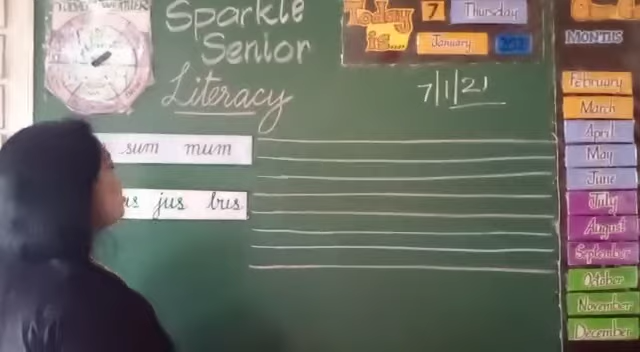 Sparkle
Senior
Literacy
Today 7 Thursday
is.... January 2021
7/1/21
sum mum
jus bus
MONTHS
February
March
April
May
June
July
August
September
October
November
December